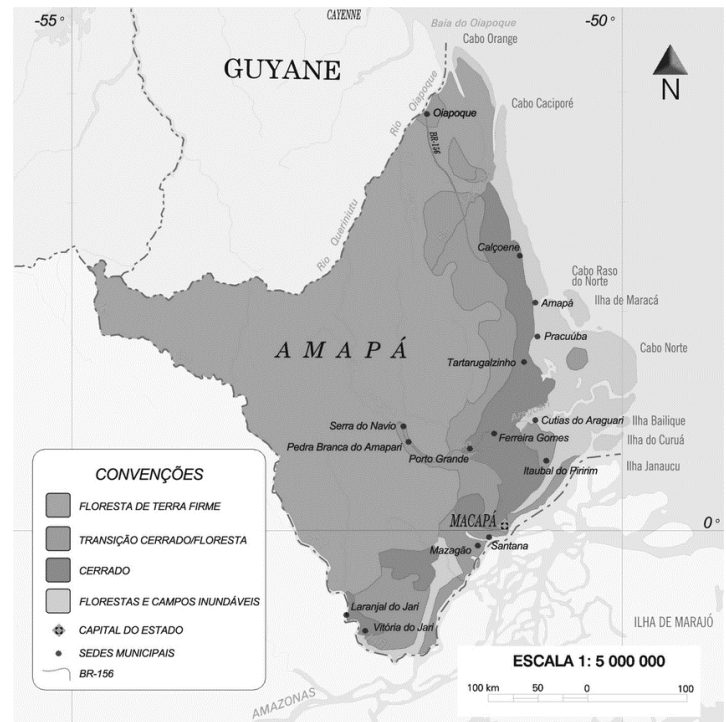 -55°
CAYENNE
-50°
Baia do Oiapoque
Cabo Orange
GUYANE
N
Rio Oiapoque
Oiapoque
Cabo Caciporé
BR-156
Rio Queriniutu
Calçoene
Cabo Raso
do Norte
Amapá
Ilha de Maracá
Pracuúba
AMAPÁ
Cabo Norte
Tartarugalzinho
Cutias do Araguari
Ilha Bailique
Serra do Navio
Ferreira Gomes
Ilha do Curuá
Pedra Branca do Amapari
Porto Grande
Itaubal do Piririm
Ilha Janaucu
MACAPÁ
0°
Santana
Mazagão
Laranjal do Jari
Vitória do Jari
ILHA DE MARAJÓ
AMAZONAS
CONVENÇÕES
FLORESTA DE TERRA FIRME
TRANSIÇÃO CERRADO/FLORESTA
CERRADO
FLORESTAS E CAMPOS INUNDÁVEIS
CAPITAL DO ESTADO
SEDES MUNICIPAIS
BR-156
ESCALA 1: 5 000 000
100 km 50 0 100